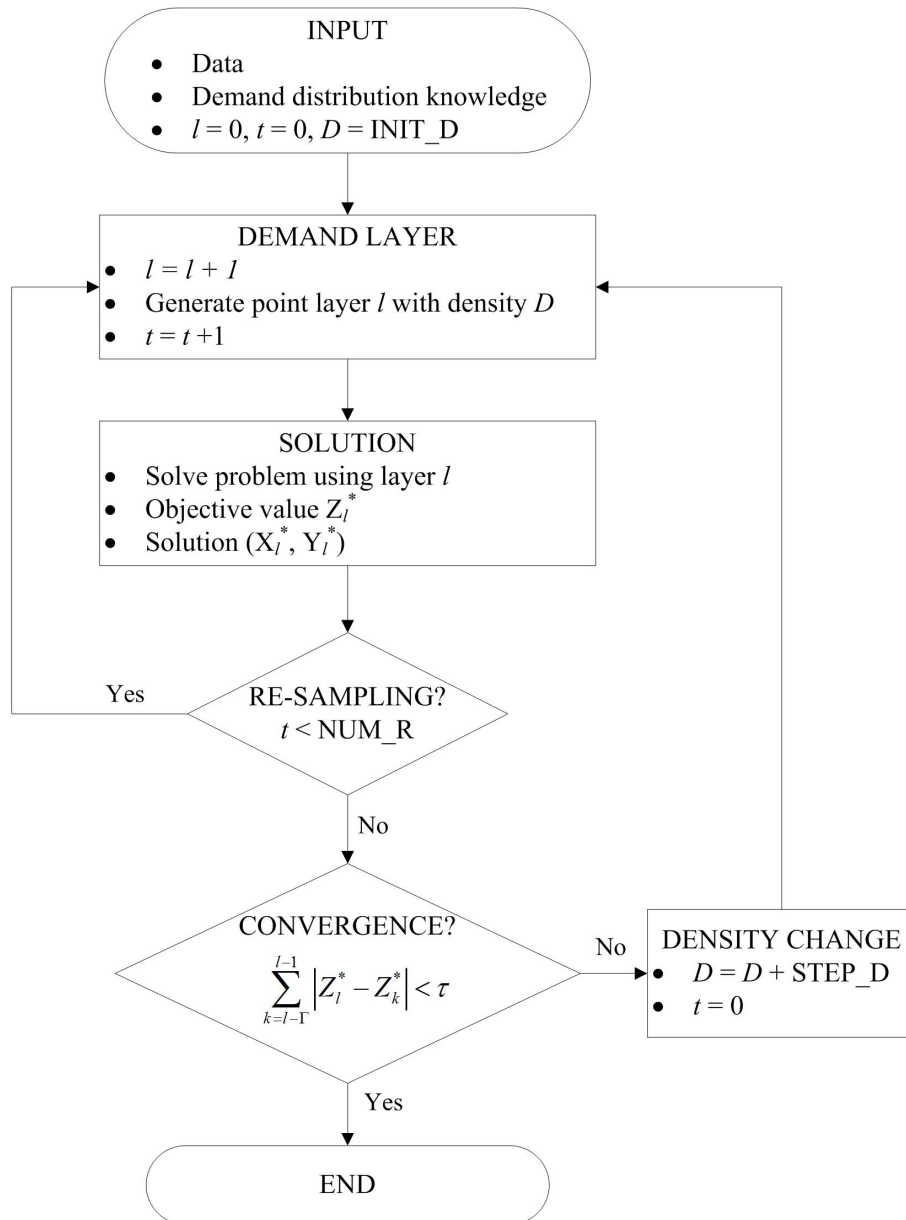 INPUT
• Data
• Demand distribution knowledge
• l = 0, t = 0, D = INIT_D
DEMAND LAYER
• l = l + 1
• Generate point layer l with density D
• t = t +1
SOLUTION
• Solve problem using layer l
• Objective value Z_l^*
• Solution (X_l^*, Y_l^*)
Yes
RE-SAMPLING?
t < NUM_R
No
CONVERGENCE?
\sum_{k=l-Γ}^{l-1} |Z_l^* - Z_k^*| < τ
No
DENSITY CHANGE
• D = D + STEP_D
• t = 0
Yes
END